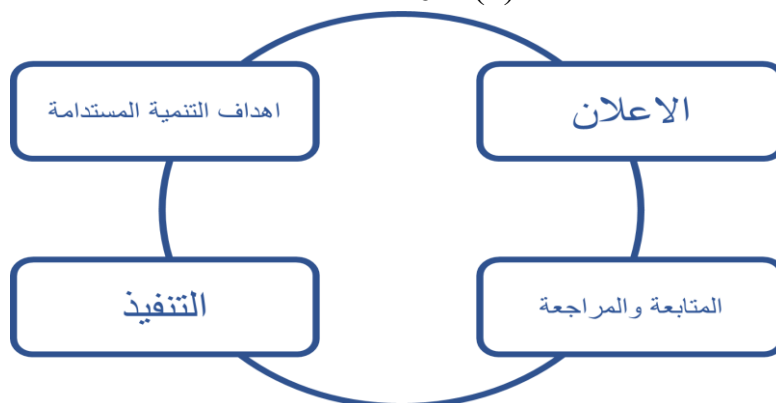 الاعلان
اهداف التنمية المستدامة
المتابعة والمراجعة
التنفيذ